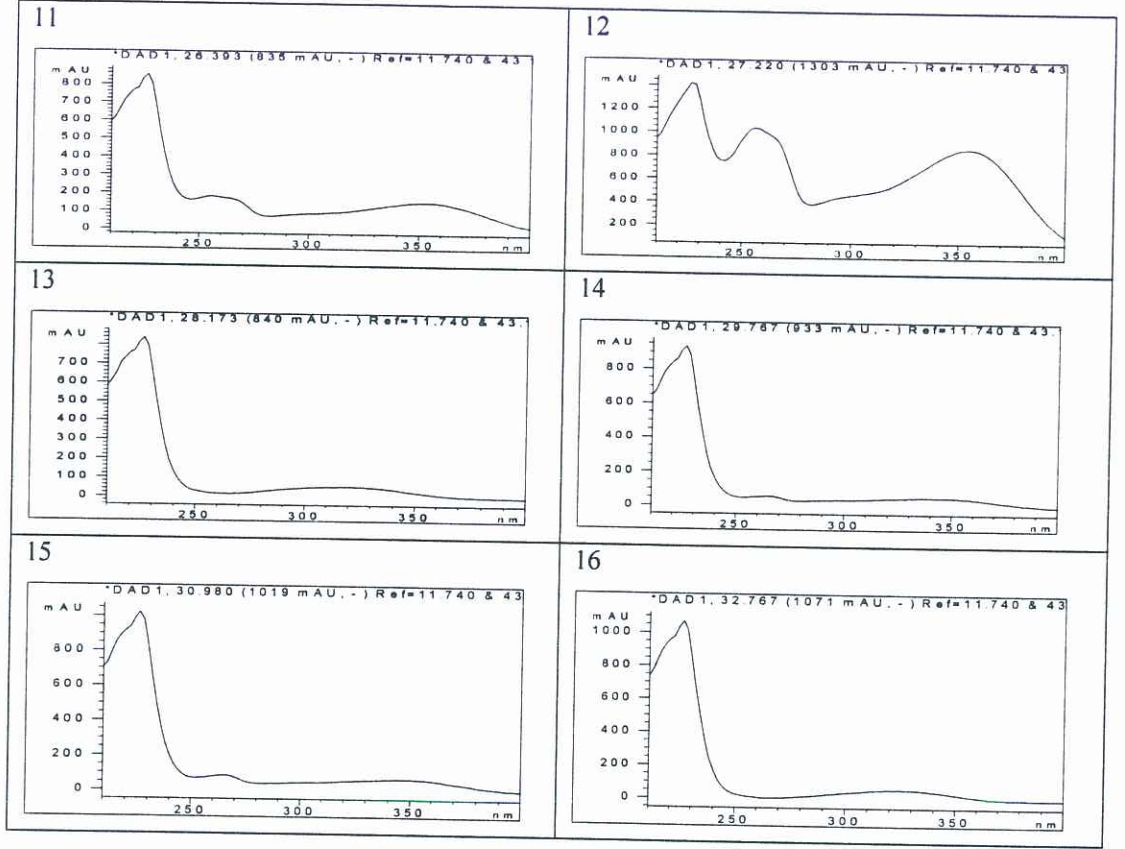 11
*DAD1, 26.393 (835 mAU, - ) Ref=11.740 & 43
mAU
800
700
600
500
400
300
200
100
0
250 300 350 nm
12
*DAD1, 27.220 (1303 mAU, - ) Ref=11.740 & 43
mAU
1200
1000
800
600
400
200
250 300 350 nm
13
*DAD1, 28.173 (840 mAU, - ) Ref=11.740 & 43.
mAU
700
600
500
400
300
200
100
0
250 300 350 nm
14
*DAD1, 29.767 (933 mAU, - ) Ref=11.740 & 43.
mAU
800
600
400
200
0
250 300 350 nm
15
*DAD1, 30.980 (1019 mAU, - ) Ref=11.740 & 43
mAU
800
600
400
200
0
250 300 350 nm
16
*DAD1, 32.767 (1071 mAU, - ) Ref=11.740 & 43
mAU
1000
800
600
400
200
0
250 300 350 nm